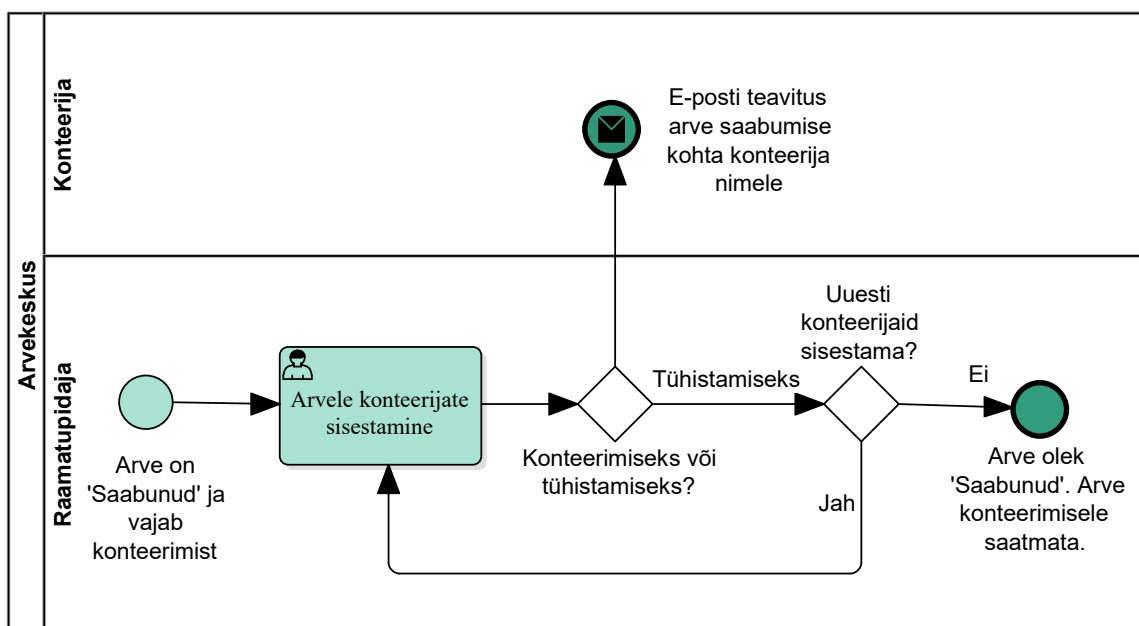 Arvekeskus
Konteerija
E-posti teavitus
arve saabumise
kohta konteerija
nimele
Raamatupidaja
Arve on
'Saabunud' ja
vajab
konteerimist
Arvele konteerijate
sisestamine
Konteerimiseks või
tühistamiseks?
Tühistamiseks
Uuesti
konteerijaid
sisestama?
Jah
Ei
Arve olek
'Saabunud'. Arve
konteerimisele
saatmata.